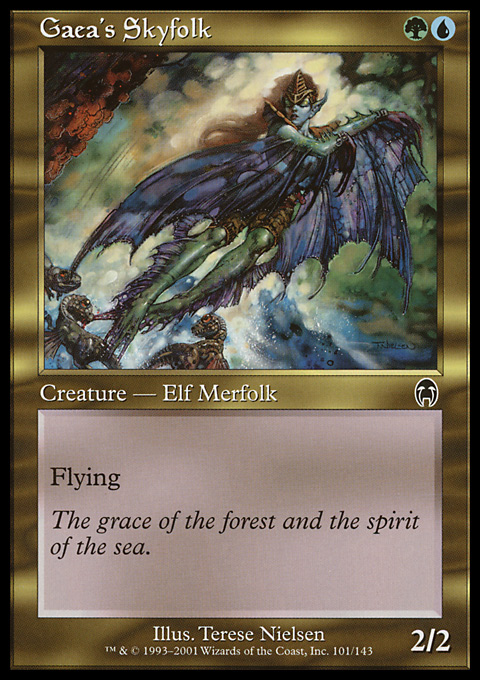 Gaea's Skyfolk
Creature — Elf Merfolk
Flying
The grace of the forest and the spirit
of the sea.
Illus. Terese Nielsen
™ & © 1993–2001 Wizards of the Coast, Inc. 101/143
2/2